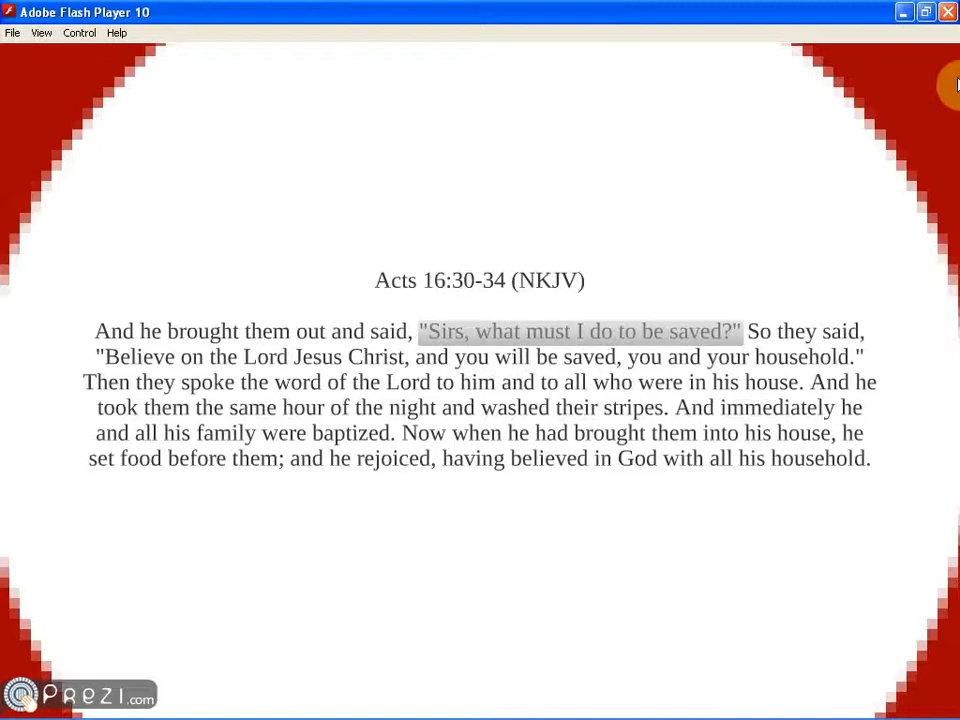 Adobe Flash Player 10
File View Control Help
Acts 16:30-34 (NKJV)
And he brought them out and said, "Sirs, what must I do to be saved?" So they said,
"Believe on the Lord Jesus Christ, and you will be saved, you and your household."
Then they spoke the word of the Lord to him and to all who were in his house. And he
took them the same hour of the night and washed their stripes. And immediately he
and all his family were baptized. Now when he had brought them into his house, he
set food before them; and he rejoiced, having believed in God with all his household.
Prezi.com